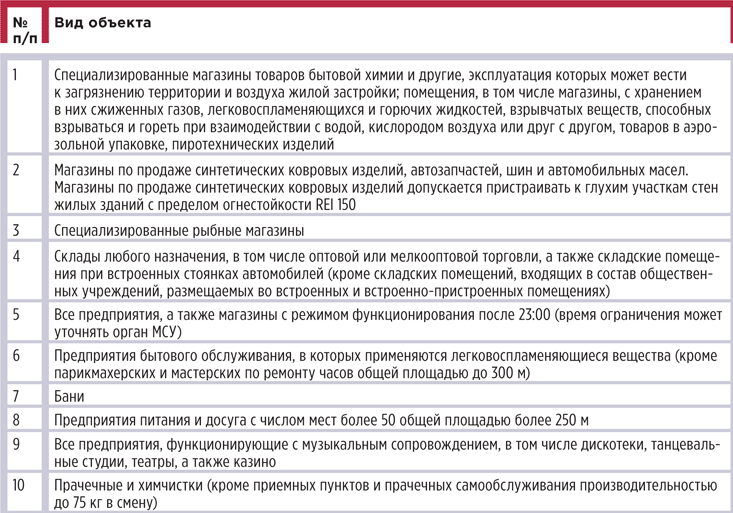 № Вид объекта
п/п
1 Специализированные магазины товаров бытовой химии и другие, эксплуатация которых может вести
к загрязнению территории и воздуха жилой застройки; помещения, в том числе магазины, с хранением
в них сжиженных газов, легковоспламеняющихся и горючих жидкостей, взрывчатых веществ, способных
взрываться и гореть при взаимодействии с водой, кислородом воздуха или друг с другом, товаров в аэро-
зольной упаковке, пиротехнических изделий
2 Магазины по продаже синтетических ковровых изделий, автозапчастей, шин и автомобильных масел.
Магазины по продаже синтетических ковровых изделий допускается пристраивать к глухим участкам стен
жилых зданий с пределом огнестойкости REI 150
3 Специализированные рыбные магазины
4 Склады любого назначения, в том числе оптовой или мелкооптовой торговли, а также складские помеще-
ния при встроенных стоянках автомобилей (кроме складских помещений, входящих в состав обществен-
ных учреждений, размещаемых во встроенных и встроенно-пристроенных помещениях)
5 Все предприятия, а также магазины с режимом функционирования после 23:00 (время ограничения может
уточнять орган МСУ)
6 Предприятия бытового обслуживания, в которых применяются легковоспламеняющиеся вещества (кроме
парикмахерских и мастерских по ремонту часов общей площадью до 300 м)
7 Бани
8 Предприятия питания и досуга с числом мест более 50 общей площадью более 250 м
9 Все предприятия, функционирующие с музыкальным сопровождением, в том числе дискотеки, танцеваль-
ные студии, театры, а также казино
10 Прачечные и химчистки (кроме приемных пунктов и прачечных самообслуживания производительностью
до 75 кг в смену)